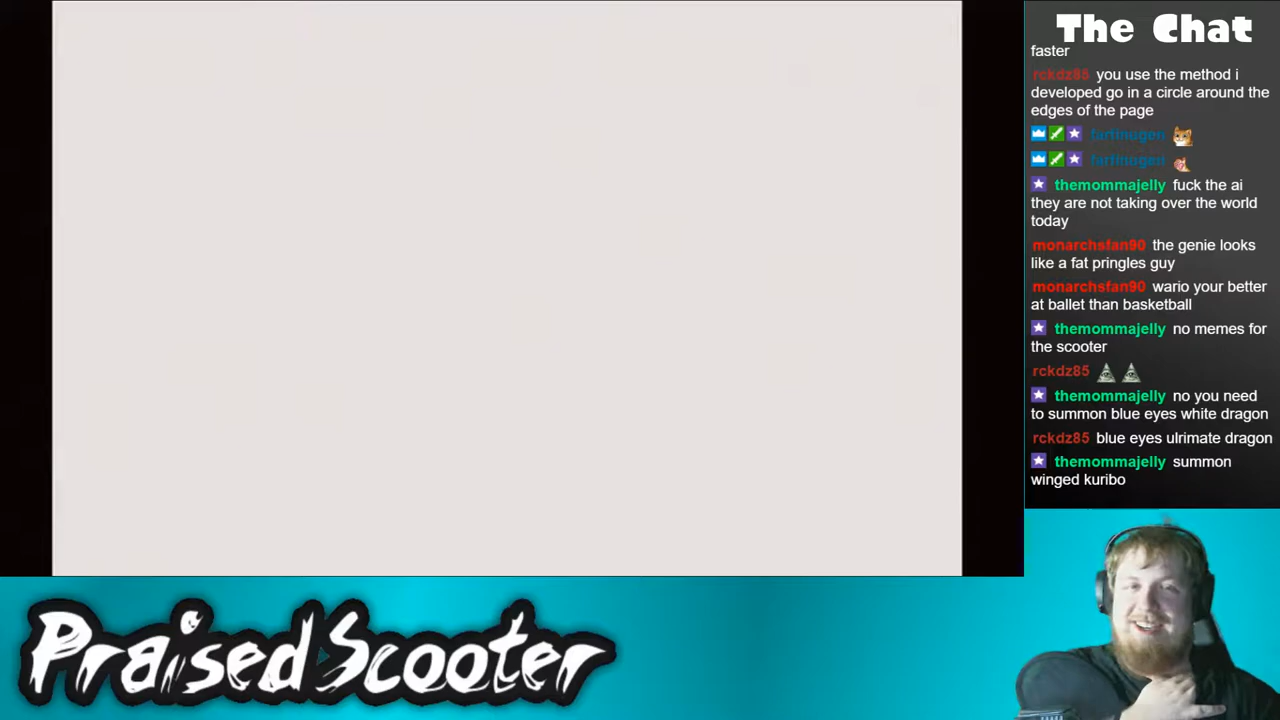 The Chat
faster
rckdz85 you use the method i
developed go in a circle around the
edges of the page
farfinugen
farfinugen
themommajelly fuck the ai
they are not taking over the world
today
monarchsfan90 the genie looks
like a fat pringles guy
monarchsfan90 wario your better
at ballet than basketball
themommajelly no memes for
the scooter
rckdz85
themommajelly no you need
to summon blue eyes white dragon
rckdz85 blue eyes ulrimate dragon
themommajelly summon
winged kuribo
PraisedScooter